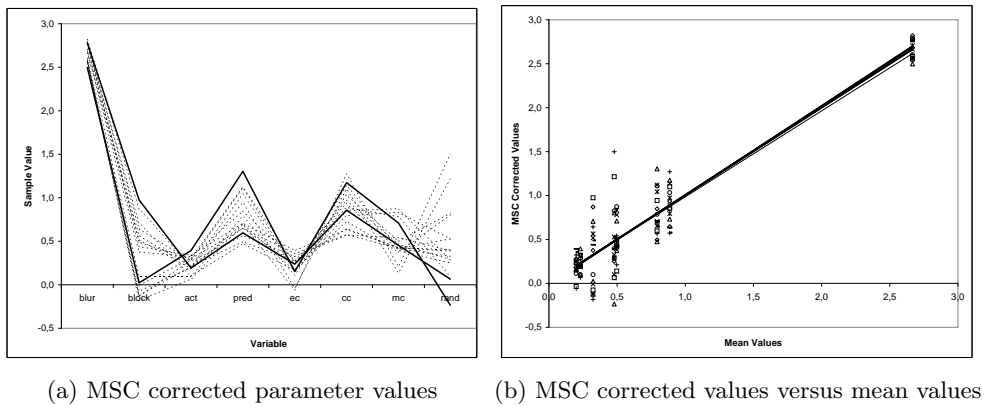 3,0
2,5
2,0
1,5
1,0
0,5
0,0
-0,5
Sample Value
blur block act pred ec cc mc rand
Variable
3,0
2,5
2,0
1,5
1,0
0,5
0,0
-0,5
MSC Corrected Values
0,0 0,5 1,0 1,5 2,0 2,5 3,0
Mean Values
(a) MSC corrected parameter values
(b) MSC corrected values versus mean values